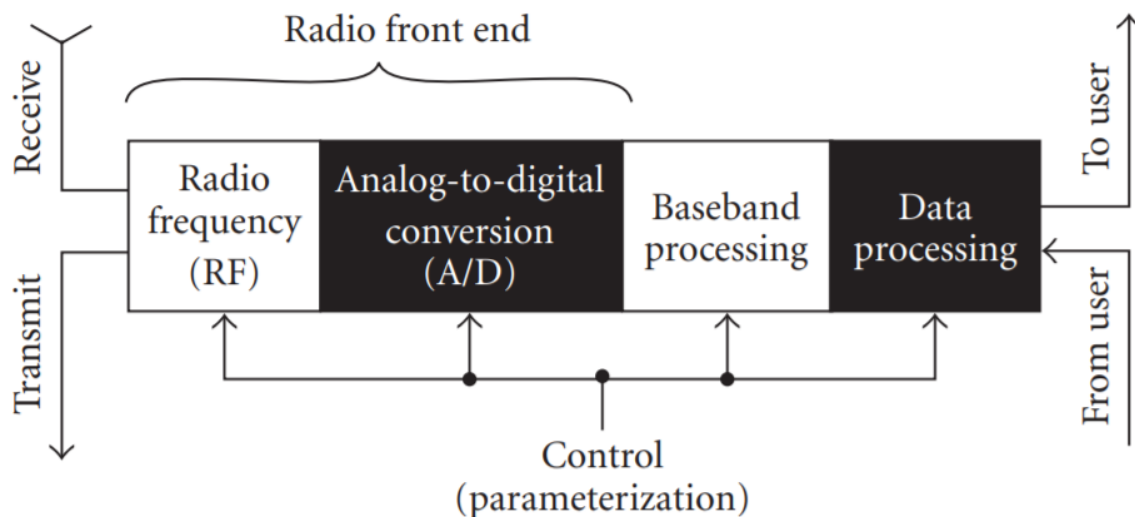 Radio front end
Receive
Transmit
Radio
frequency
(RF)
Analog-to-digital
conversion
(A/D)
Baseband
processing
Data
processing
To user
From user
Control
(parameterization)